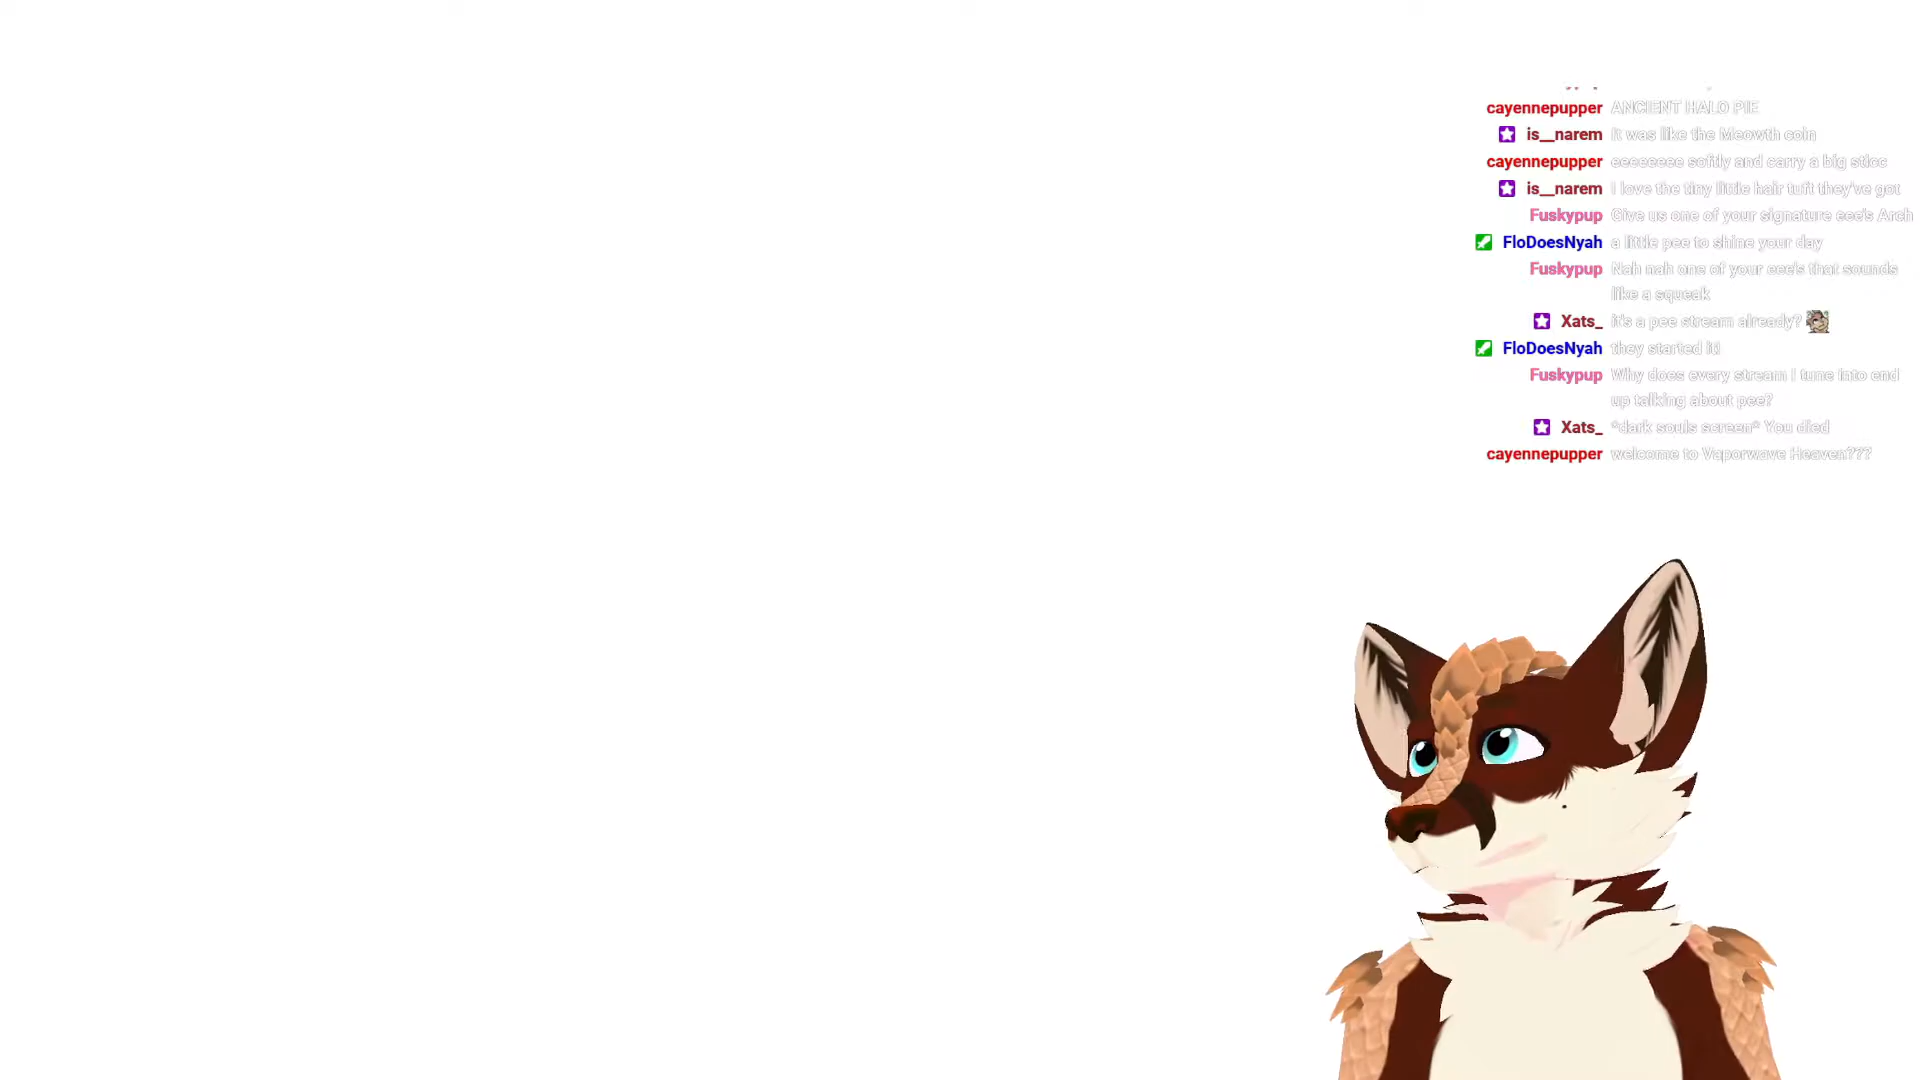 cayennepupper ANCIENT HALO PIE
is__narem It was like the Meowth coin
cayennepupper eeeeeeee softly and carry a big sticc
is__narem I love the tiny little hair tuft they've got
Fuskypup Give us one of your signature eee's Arch
FloDoesNyah a little pee to shine your day
Fuskypup Nah nah one of your eee's that sounds
like a squeak
Xats_ it's a pee stream already?
FloDoesNyah they started it!
Fuskypup Why does every stream I tune into end
up talking about pee?
Xats_ *dark souls screen* You died
cayennepupper welcome to Vaporwave Heaven???